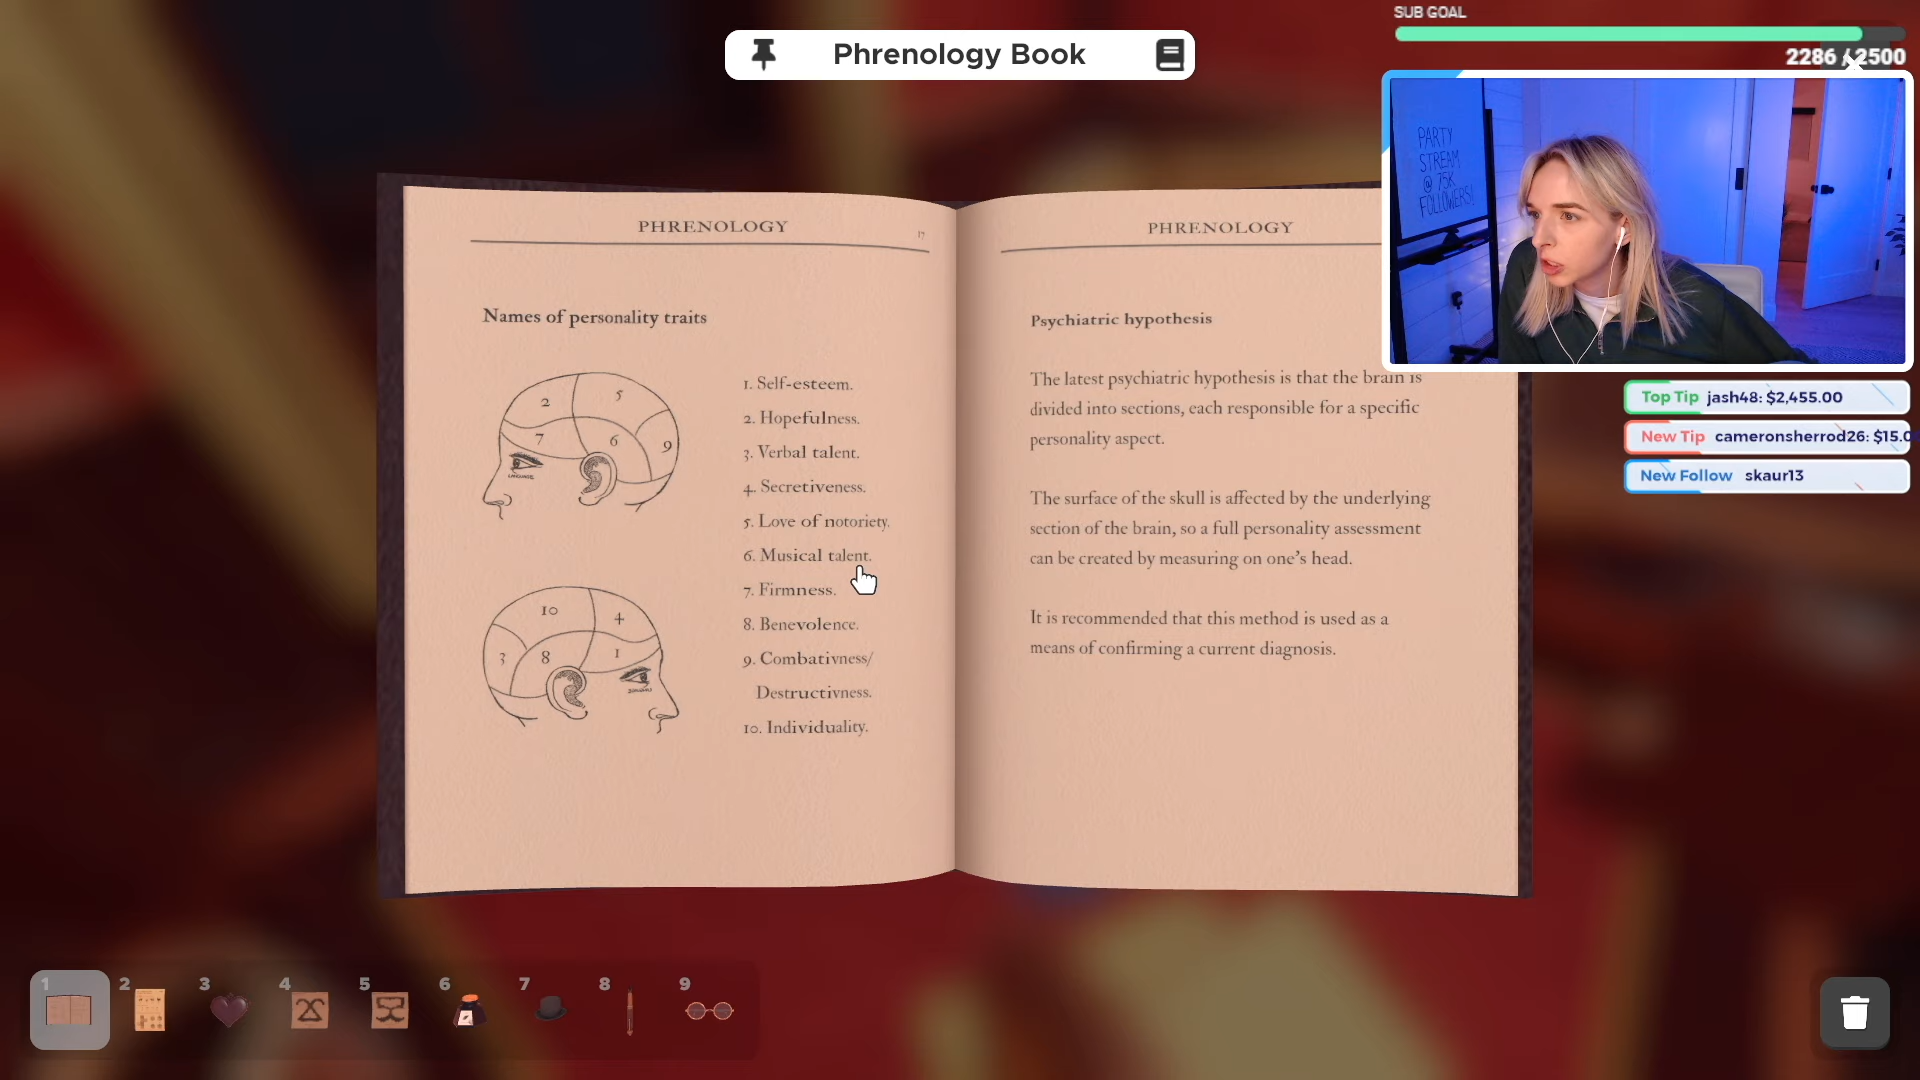 SUB GOAL
2286 / 2500
Phrenology Book
PARTY
STREAM
@ 75K
FOLLOWERS!
PHRENOLOGY
17
Names of personality traits
2
5
7
6
9
1. Self-esteem.
2. Hopefulness.
3. Verbal talent.
4. Secretiveness.
5. Love of notoriety.
6. Musical talent.
7. Firmness.
8. Benevolence.
9. Combativness/
Destructivness.
10. Individuality.
10
4
3
8
1
PHRENOLOGY
Psychiatric hypothesis
The latest psychiatric hypothesis is that the brain is
divided into sections, each responsible for a specific
personality aspect.
The surface of the skull is affected by the underlying
section of the brain, so a full personality assessment
can be created by measuring on one's head.
It is recommended that this method is used as a
means of confirming a current diagnosis.
Top Tip jash48: $2,455.00
New Tip cameronsherrod26: $15.0
New Follow skaur13
1
2
3
4
5
6
7
8
9